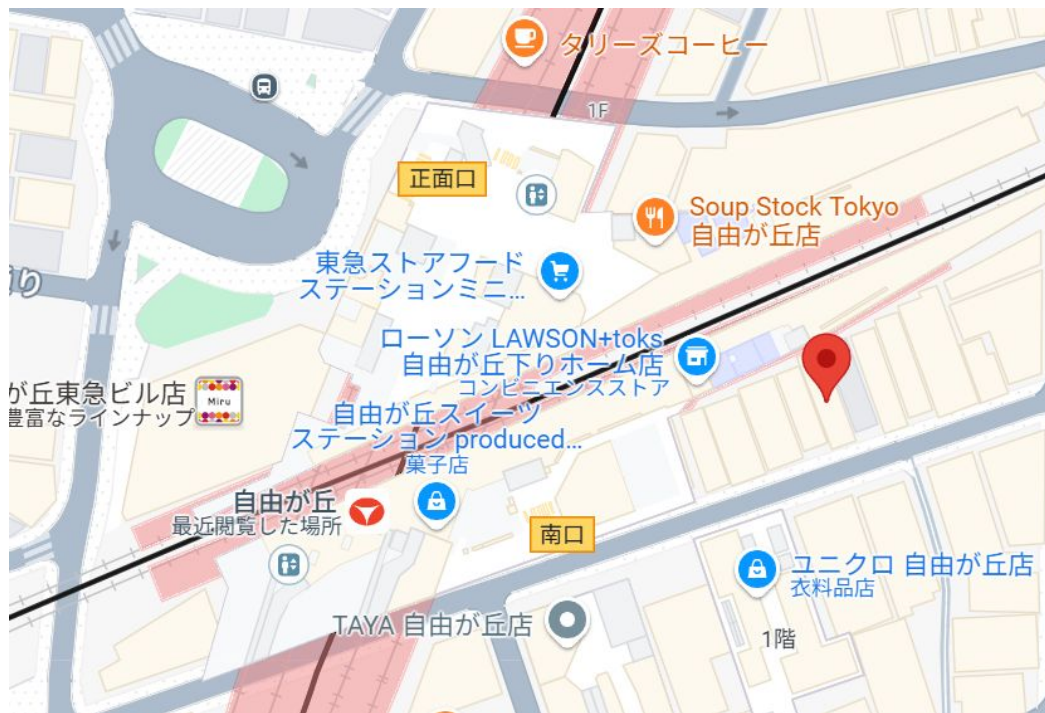 タリーズコーヒー
1F
正面口
Soup Stock Tokyo
自由が丘店
東急ストアフード
ステーションミニ...
り
ローソン LAWSON+toks
自由が丘下りホーム店
コンビニエンスストア
が丘東急ビル店
豊富なラインナップ
Miru
自由が丘スイーツ
ステーション produced...
菓子店
自由が丘
最近閲覧した場所
南口
ユニクロ 自由が丘店
衣料品店
TAYA 自由が丘店
1階